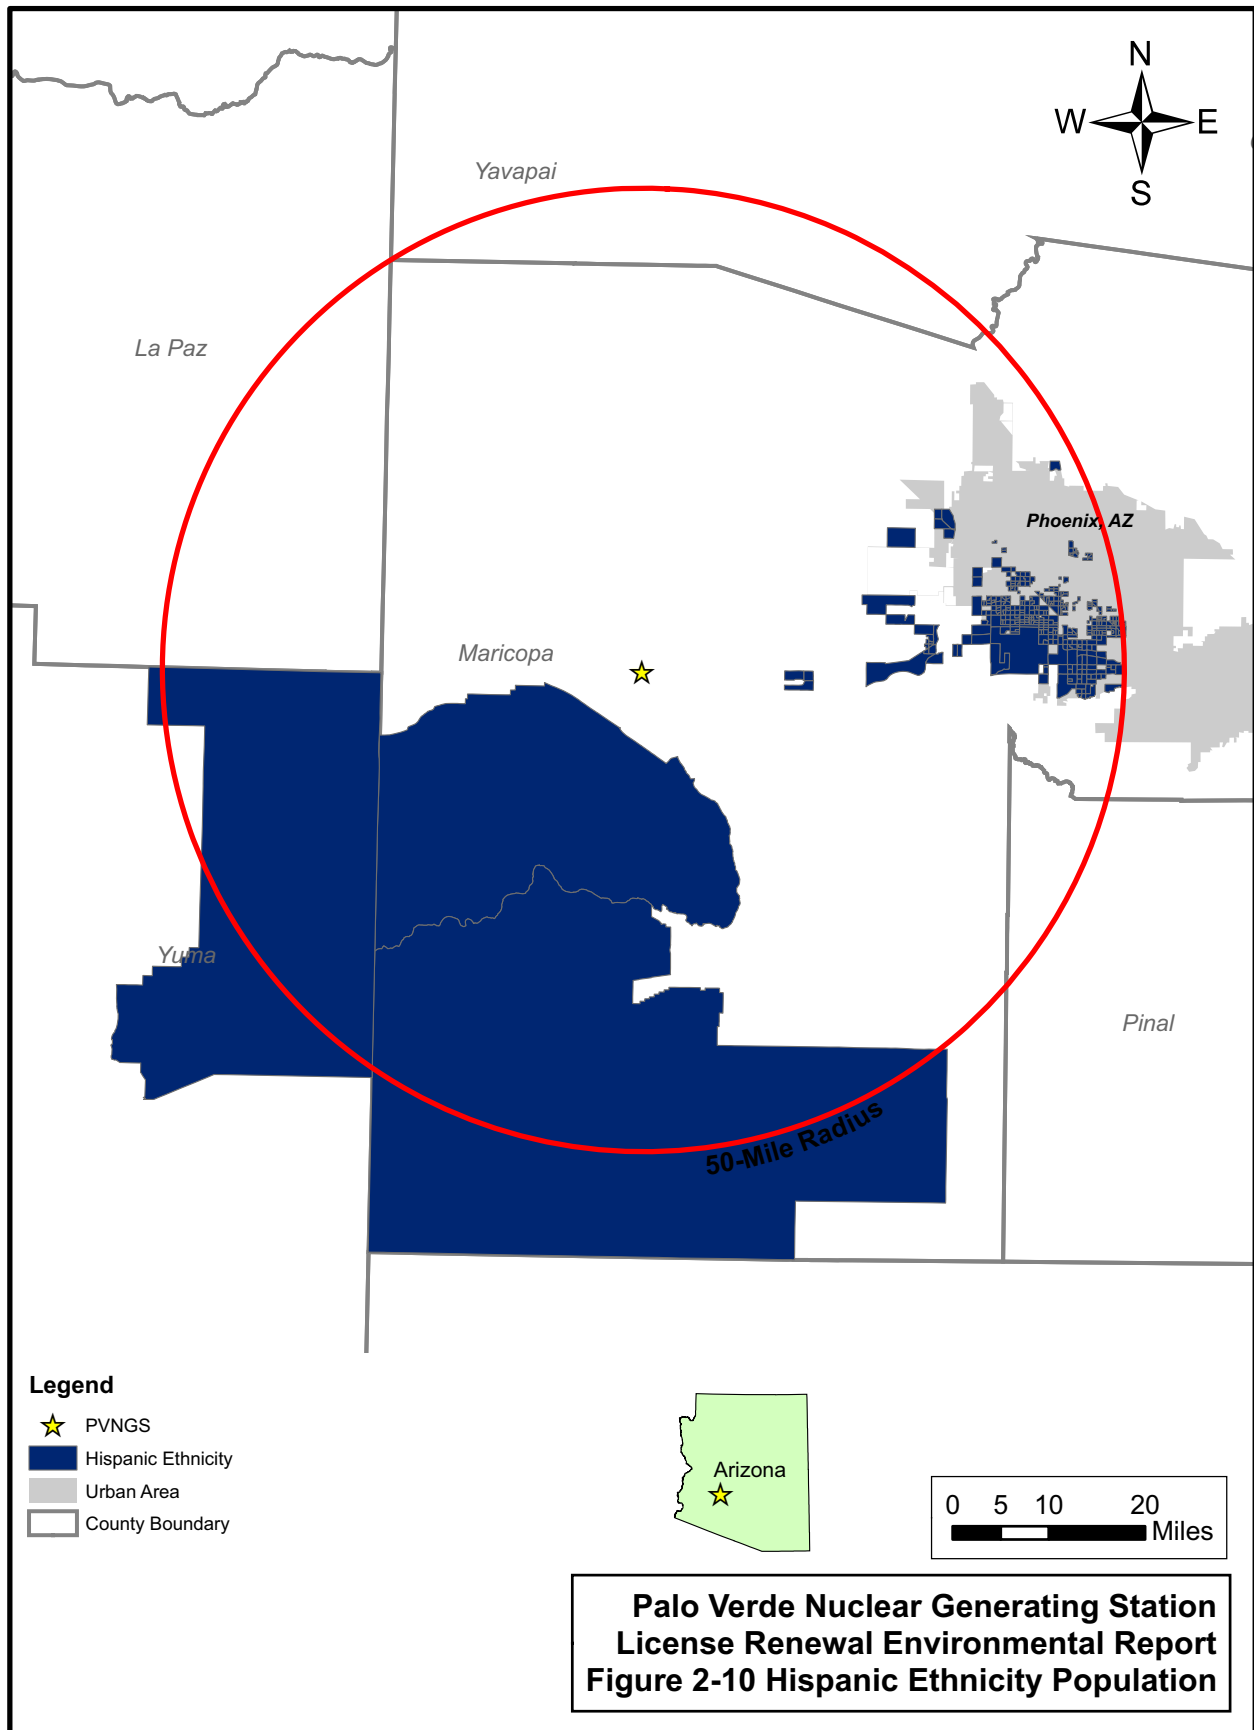 N
W E
S
Yavapai
La Paz
Phoenix, AZ
Maricopa
Yuma
Pinal
50-Mile Radius
Legend
PVNGS
Hispanic Ethnicity
Urban Area
County Boundary
Arizona
0 5 10 20
Miles
Palo Verde Nuclear Generating Station
License Renewal Environmental Report
Figure 2-10 Hispanic Ethnicity Population